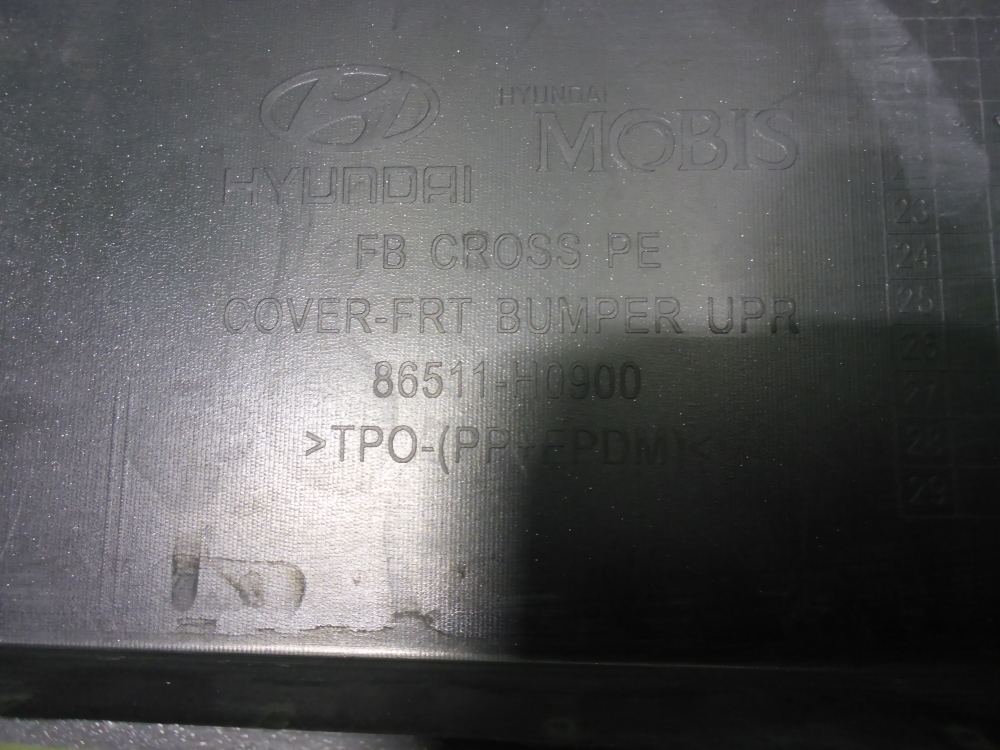 HYUNDAI
MOBIS
HYUNDAI
FB CROSS PE
COVER-FRT BUMPER UPR
86511-H0900
>TPO-(PP+EPDM)<
23
24
25
26
27
28
29